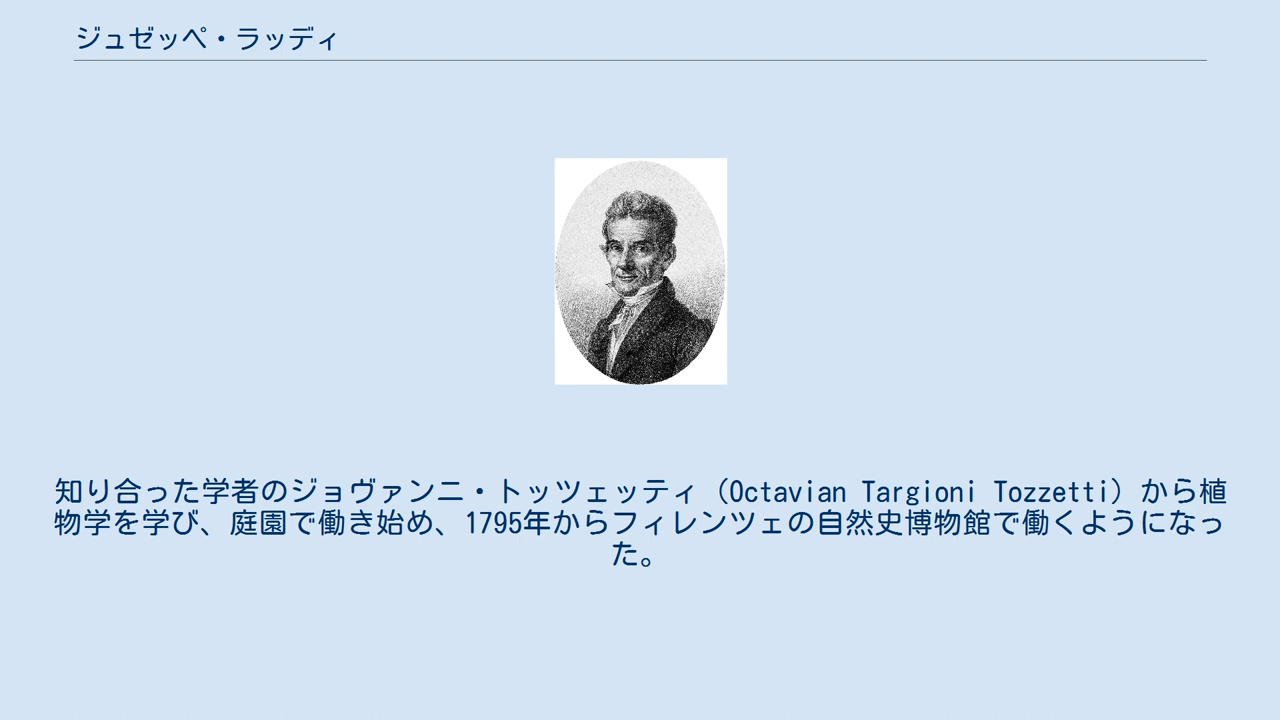 ジュゼッペ・ラッディ
知り合った学者のジョヴァンニ・トッツェッティ（Octavian Targioni Tozzetti）から植
物学を学び、庭園で働き始め、1795年からフィレンツェの自然史博物館で働くようになっ
た。